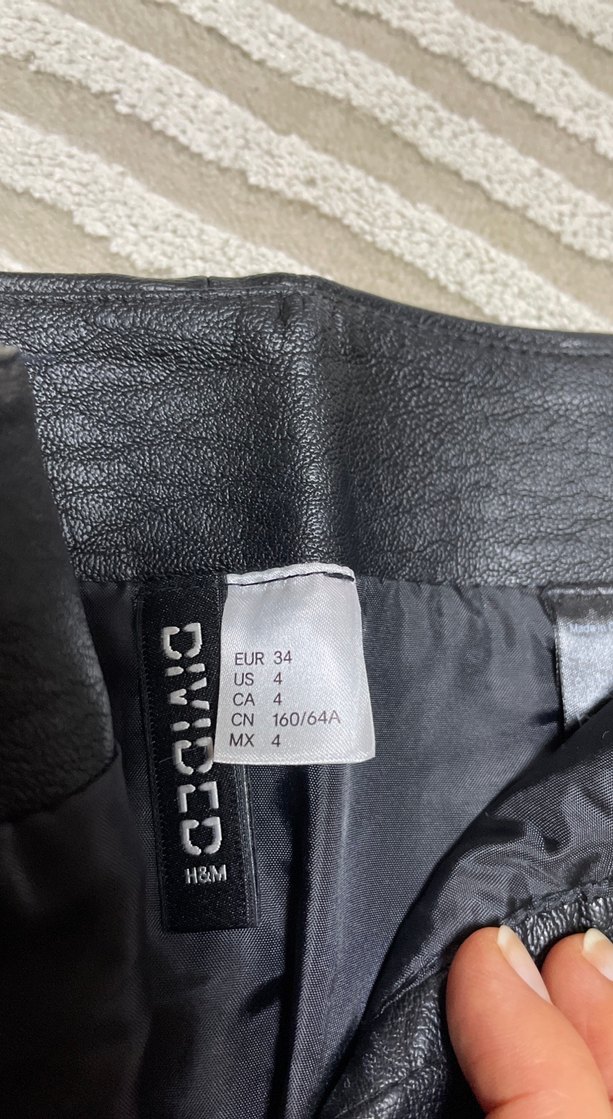 DIVIDED
H&M
EUR 34
US 4
CA 4
CN 160/64A
MX 4